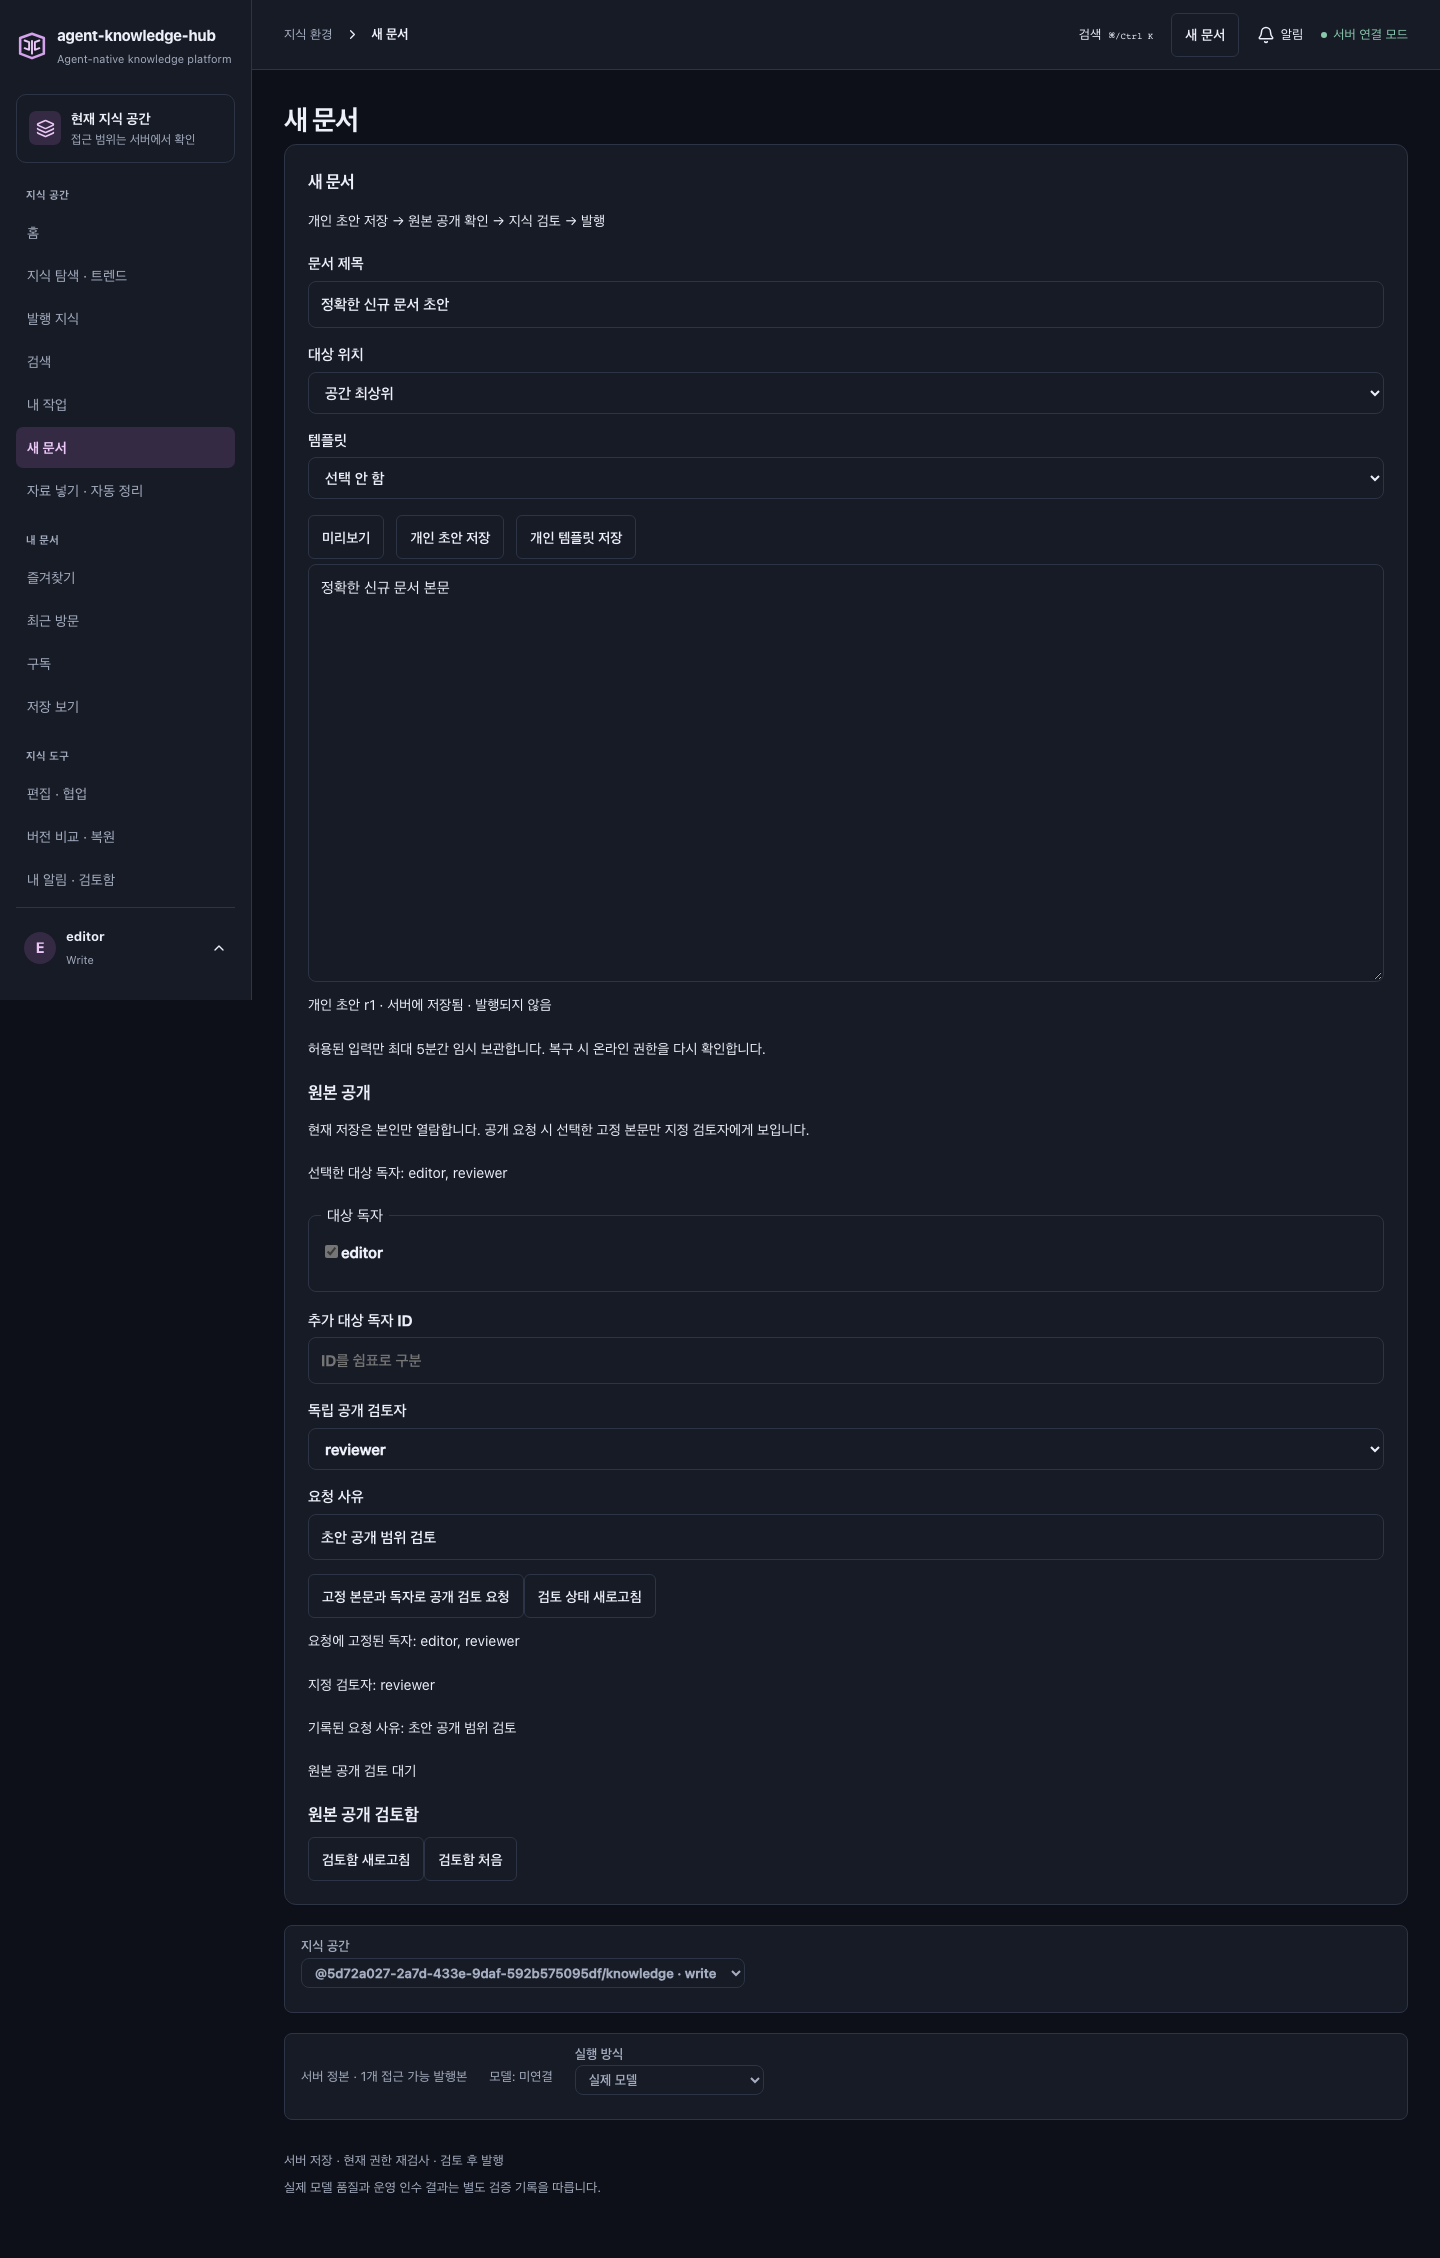 agent-knowledge-hub
Agent-native knowledge platform
현재 지식 공간
접근 범위는 서버에서 확인
지식 공간
홈
지식 탐색 · 트렌드
발행 지식
검색
내 작업
새 문서
자료 넣기 · 자동 정리
내 문서
즐겨찾기
최근 방문
구독
저장 보기
지식 도구
편집 · 협업
버전 비교 · 복원
내 알림 · 검토함
E
editor
Write
지식 환경 새 문서
검색 ⌘/Ctrl K
새 문서
알림
서버 연결 모드
새 문서
새 문서
개인 초안 저장 → 원본 공개 확인 → 지식 검토 → 발행
문서 제목
정확한 신규 문서 초안
대상 위치
공간 최상위
템플릿
선택 안 함
미리보기 개인 초안 저장 개인 템플릿 저장
정확한 신규 문서 본문
개인 초안 r1 · 서버에 저장됨 · 발행되지 않음
허용된 입력만 최대 5분간 임시 보관합니다. 복구 시 온라인 권한을 다시 확인합니다.
원본 공개
현재 저장은 본인만 열람합니다. 공개 요청 시 선택한 고정 본문만 지정 검토자에게 보입니다.
선택한 대상 독자: editor, reviewer
대상 독자
editor
추가 대상 독자 ID
ID를 쉼표로 구분
독립 공개 검토자
reviewer
요청 사유
초안 공개 범위 검토
고정 본문과 독자로 공개 검토 요청 검토 상태 새로고침
요청에 고정된 독자: editor, reviewer
지정 검토자: reviewer
기록된 요청 사유: 초안 공개 범위 검토
원본 공개 검토 대기
원본 공개 검토함
검토함 새로고침 검토함 처음
지식 공간
@5d72a027-2a7d-433e-9daf-592b575095df/knowledge · write
서버 정본 · 1개 접근 가능 발행본 모델: 미연결
실행 방식
실제 모델
서버 저장 · 현재 권한 재검사 · 검토 후 발행
실제 모델 품질과 운영 인수 결과는 별도 검증 기록을 따릅니다.